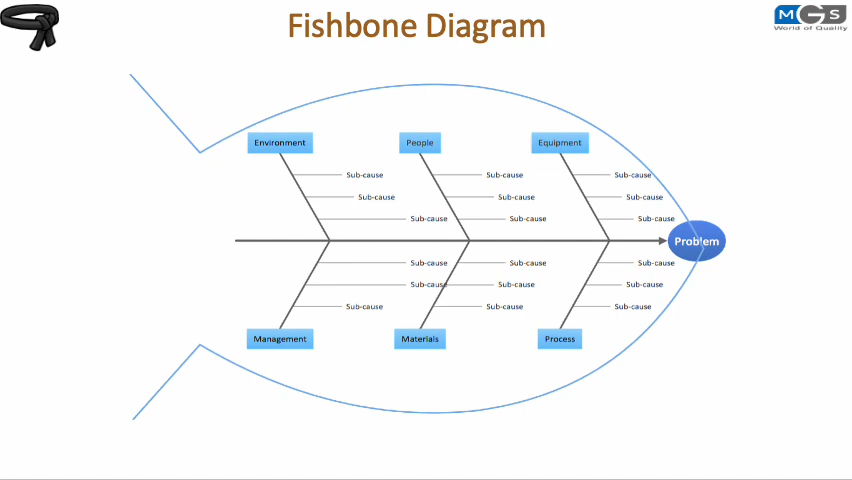 Fishbone Diagram
MGS
World of Quality
Environment
People
Equipment
Sub-cause
Sub-cause
Sub-cause
Sub-cause
Sub-cause
Sub-cause
Sub-cause
Sub-cause
Sub-cause
Problem
Sub-cause
Sub-cause
Sub-cause
Sub-cause
Sub-cause
Sub-cause
Sub-cause
Sub-cause
Sub-cause
Management
Materials
Process